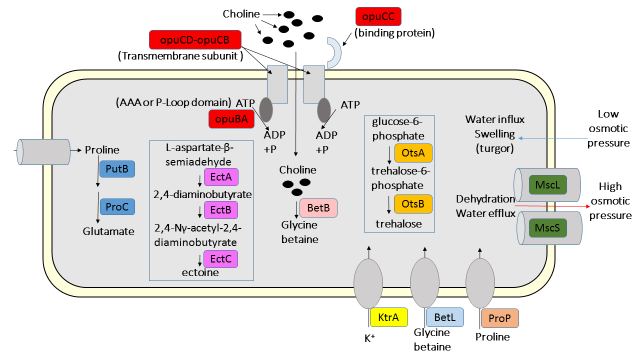 Choline
opuCC
(binding protein)
opuCD-opuCB
(Transmembrane subunit )
(AAA or P-Loop domain)
ATP
ATP
opuBA
ADP
+P
ADP
+P
Proline
PutB
ProC
Glutamate
L-aspartate-β-
semiadehyde
EctA
2,4-diaminobutyrate
EctB
2,4-Ny-acetyl-2,4-
diaminobutyrate
EctC
ectoine
Choline
BetB
Glycine
betaine
glucose-6-
phosphate
OtsA
trehalose-6-
phosphate
OtsB
trehalose
Water influx
Swelling
(turgor)
Low
osmotic
pressure
Dehydration
Water efflux
MscL
MscS
High
osmotic
pressure
KtrA
K+
BetL
Glycine
betaine
ProP
Proline